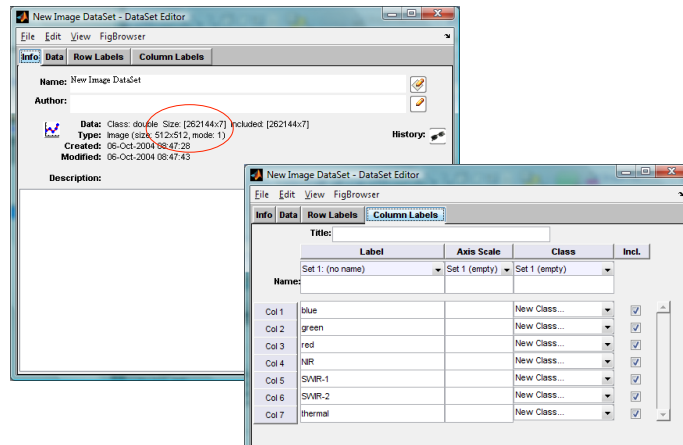 New Image DataSet - DataSet Editor
File Edit View FigBrowser
Info Data Row Labels Column Labels
Name: New Image DataSet
Author:
Data: Class: double Size: [262144x7] Included: [262144x7]
Type: Image (size: 512x512, mode: 1)
History:
Created: 06-Oct-2004 08:47:28
Modified: 06-Oct-2004 08:47:43
Description:
New Image DataSet - DataSet Editor
File Edit View FigBrowser
Info Data Row Labels Column Labels
Title:
Label Axis Scale Class Incl.
Set 1: (no name) Set 1 (empty) Set 1 (empty)
Name:
Col 1 blue New Class...
Col 2 green New Class...
Col 3 red New Class...
Col 4 NIR New Class...
Col 5 SWIR-1 New Class...
Col 6 SWIR-2 New Class...
Col 7 thermal New Class...